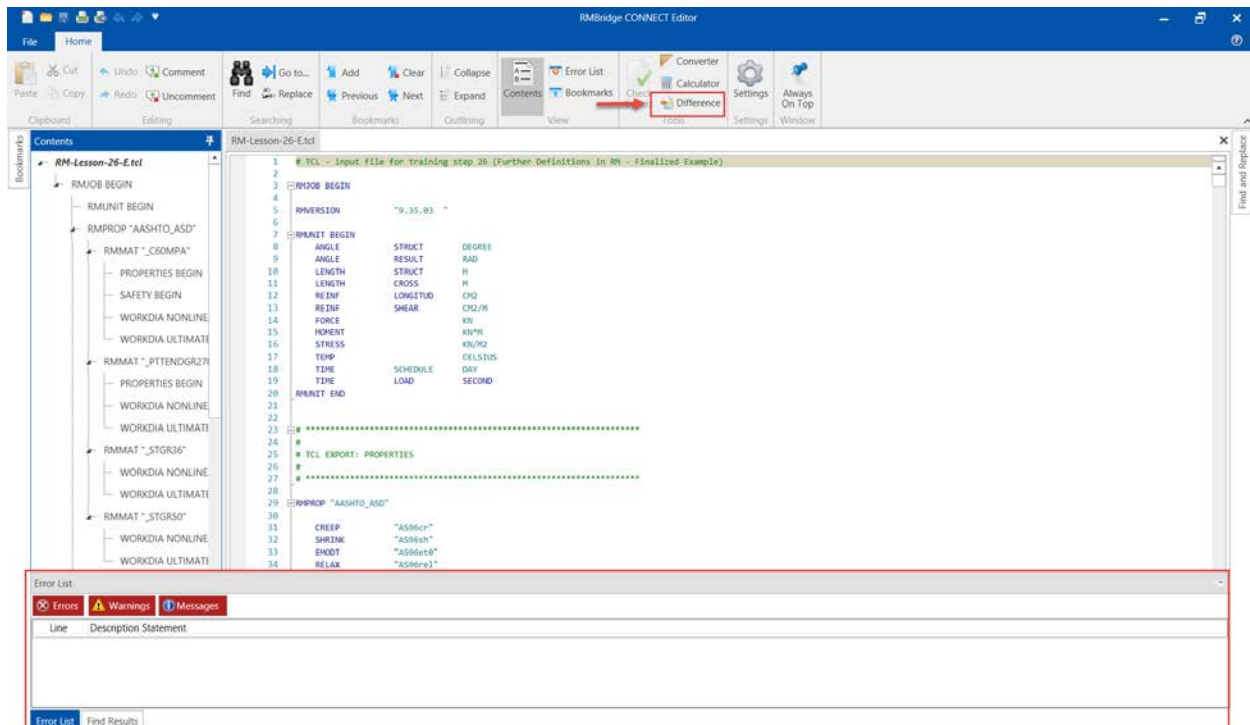 RMBridge CONNECT Editor
File Home
Paste Cut Copy Undo Redo Comment Uncomment Find Go to... Replace Add Previous Clear Next Collapse Expand Contents Error List Bookmarks Converter Calculator Difference Settings Always On Top
Clipboard Editing Searching Bookmarks Outlining View Tools Settings Window
Bookmarks
Contents
RM-Lesson-26-E.tcl
RMJOB BEGIN
RMUNIT BEGIN
RMPROP "AASHTO_ASD"
RMMAT "_C60MPA"
PROPERTIES BEGIN
SAFETY BEGIN
WORKDIA NONLINE
WORKDIA ULTIMATE
RMMAT "_PTTENDGR270
PROPERTIES BEGIN
WORKDIA NONLINE
WORKDIA ULTIMATE
RMMAT "_STGR36"
WORKDIA NONLINE
WORKDIA ULTIMATE
RMMAT "_STGR50"
WORKDIA NONLINE
WORKDIA ULTIMATE
RM-Lesson-26-E.tcl
1 # TCL - input file for training step 26 (Further Definitions in RM - Finalized Example)
2
3 RMJOB BEGIN
4
5 RMVERSION "9.35.03 "
6
7 RMUNIT BEGIN
8 ANGLE STRUCT DEGREE
9 ANGLE RESULT RAD
10 LENGTH STRUCT M
11 LENGTH CROSS M
12 REINF LONGITUD CM2
13 REINF SHEAR CM2/M
14 FORCE KN
15 MOMENT KN*M
16 STRESS KN/M2
17 TEMP CELSIUS
18 TIME SCHEDULE DAY
19 TIME LOAD SECOND
20 RMUNIT END
21
22
23 # ********************************************************************
24 #
25 # TCL EXPORT: PROPERTIES
26 #
27 # ********************************************************************
28
29 RMPROP "AASHTO_ASD"
30
31 CREEP "AS96cr"
32 SHRINK "AS96sh"
33 EMODT "AS96et0"
34 RELAX "AS96rel"
Find and Replace
Error List
Errors Warnings Messages
Line Description Statement
Error List Find Results